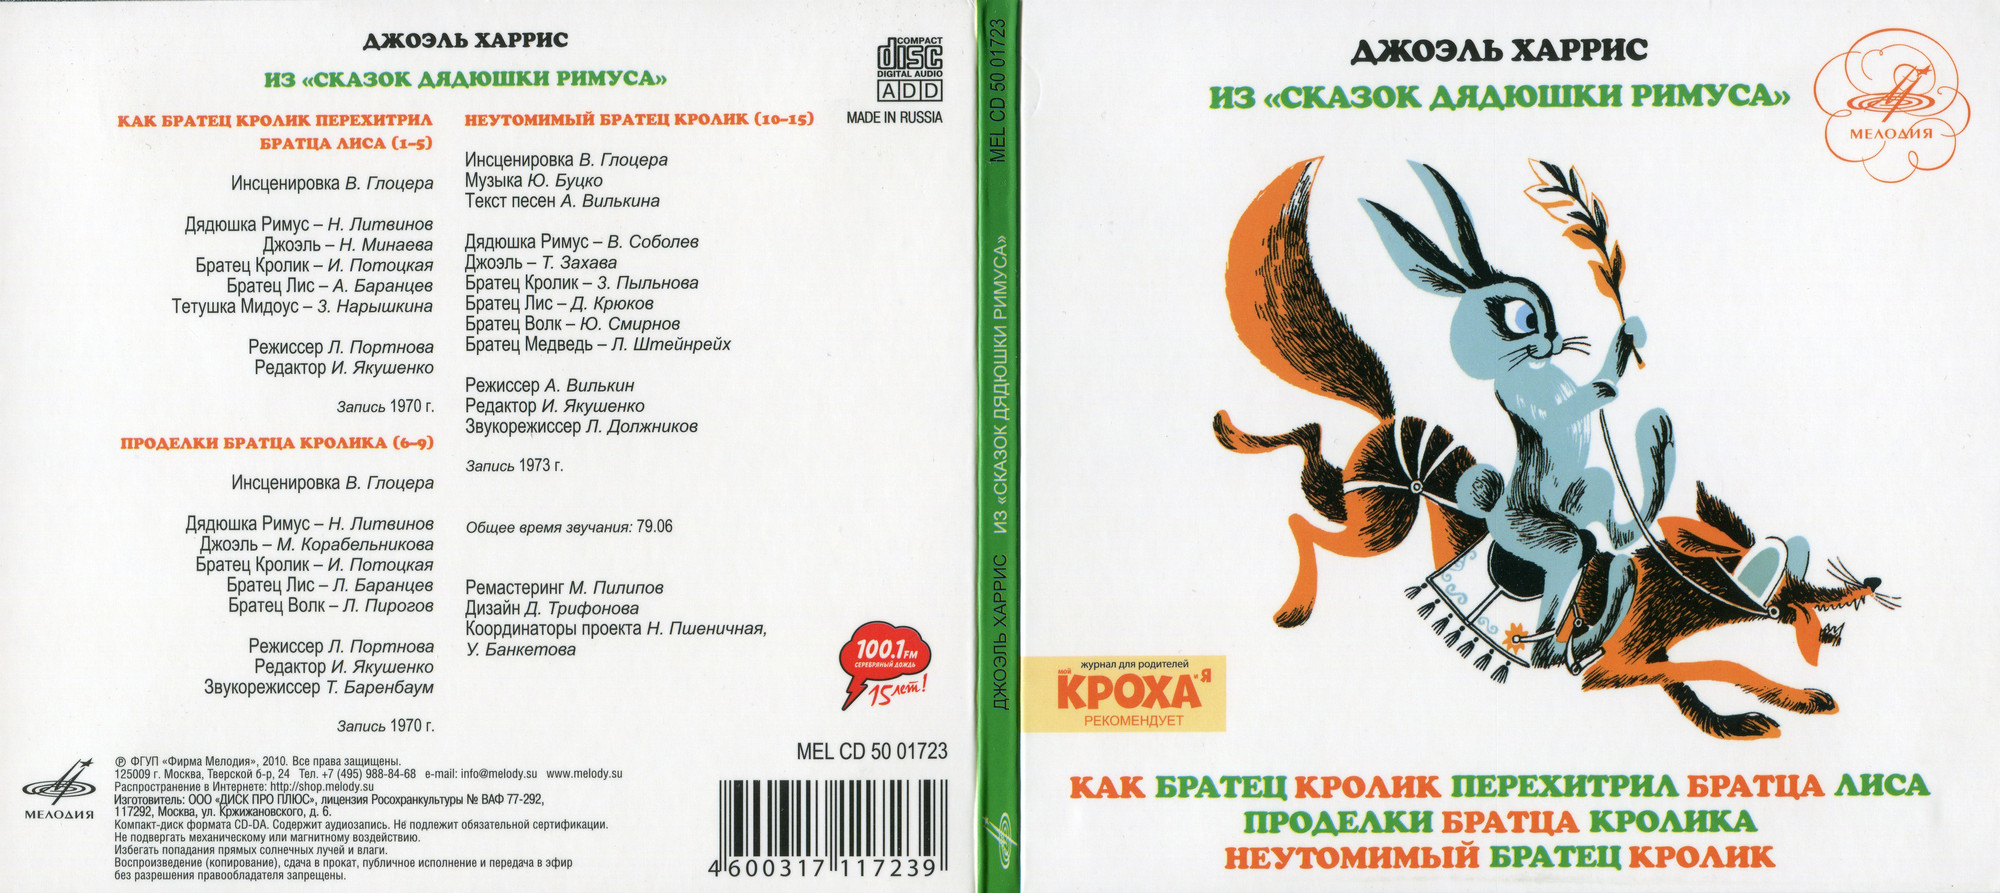 ДЖОЭЛЬ ХАРРИС
ИЗ «СКАЗОК ДЯДЮШКИ РИМУСА»
КАК БРАТЕЦ КРОЛИК ПЕРЕХИТРИЛ
БРАТЦА ЛИСА (1–5)
Инсценировка В. Глоцера
Дядюшка Римус – Н. Литвинов
Джоэль – Н. Минаева
Братец Кролик – И. Потоцкая
Братец Лис – А. Баранцев
Тетушка Мидоус – З. Нарышкина
Режиссер Л. Портнова
Редактор И. Якушенко
Запись 1970 г.
ПРОДЕЛКИ БРАТЦА КРОЛИКА (6–9)
Инсценировка В. Глоцера
Дядюшка Римус – Н. Литвинов
Джоэль – М. Корабельникова
Братец Кролик – И. Потоцкая
Братец Лис – Л. Баранцев
Братец Волк – Л. Пирогов
Режиссер Л. Портнова
Редактор И. Якушенко
Звукорежиссер Т. Баренбаум
Запись 1970 г.
НЕУТОМИМЫЙ БРАТЕЦ КРОЛИК (10–15)
Инсценировка В. Глоцера
Музыка Ю. Буцко
Текст песен А. Вилькина
Дядюшка Римус – В. Соболев
Джоэль – Т. Захава
Братец Кролик – З. Пыльнова
Братец Лис – Д. Крюков
Братец Волк – Ю. Смирнов
Братец Медведь – Л. Штейнрейх
Режиссер А. Вилькин
Редактор И. Якушенко
Звукорежиссер Л. Должников
Запись 1973 г.
Общее время звучания: 79.06
Ремастеринг М. Пилипов
Дизайн Д. Трифонова
Координаторы проекта Н. Пшеничная,
У. Банкетова
COMPACT
disc
DIGITAL AUDIO
ADD
MADE IN RUSSIA
100.1FM
СЕРЕБРЯНЫЙ ДОЖДЬ
15 лет!
МЕЛОДИЯ
℗ ФГУП «Фирма Мелодия», 2010. Все права защищены.
125009 г. Москва, Тверской б-р, 24 Тел. +7 (495) 988-84-68 e-mail: info@melody.su www.melody.su
Распространение в Интернете: http://shop.melody.su
Изготовитель: ООО «ДИСК ПРО ПЛЮС», лицензия Росохранкультуры № ВАФ 77-292,
117292, Москва, ул. Кржижановского, д. 6.
Компакт-диск формата CD-DA. Содержит аудиозапись. Не подлежит обязательной сертификации.
Не подвергать механическому или магнитному воздействию.
Избегать попадания прямых солнечных лучей и влаги.
Воспроизведение (копирование), сдача в прокат, публичное исполнение и передача в эфир
без разрешения правообладателя запрещены.
MEL CD 50 01723
4 600317 117239
ДЖОЭЛЬ ХАРРИС ИЗ «СКАЗОК ДЯДЮШКИ РИМУСА» MEL CD 50 01723
ДЖОЭЛЬ ХАРРИС
ИЗ «СКАЗОК ДЯДЮШКИ РИМУСА»
МЕЛОДИЯ
журнал для родителей
МОЙ КРОХА и Я
РЕКОМЕНДУЕТ
КАК БРАТЕЦ КРОЛИК ПЕРЕХИТРИЛ БРАТЦА ЛИСА
ПРОДЕЛКИ БРАТЦА КРОЛИКА
НЕУТОМИМЫЙ БРАТЕЦ КРОЛИК